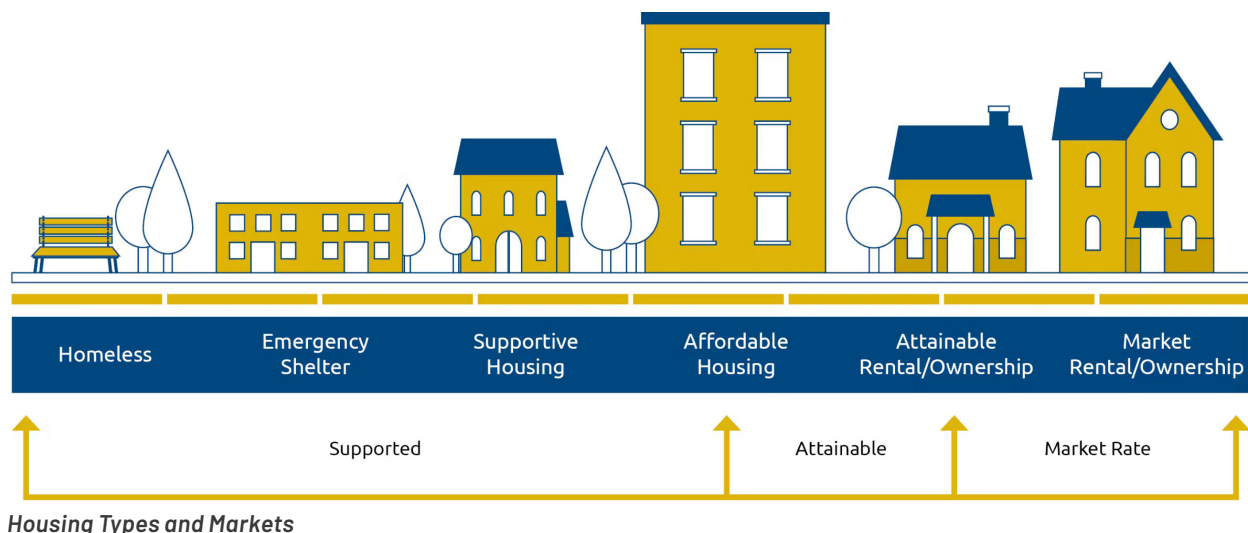 Homeless
Emergency
Shelter
Supportive
Housing
Affordable
Housing
Attainable
Rental/Ownership
Market
Rental/Ownership
Supported
Attainable
Market Rate
Housing Types and Markets